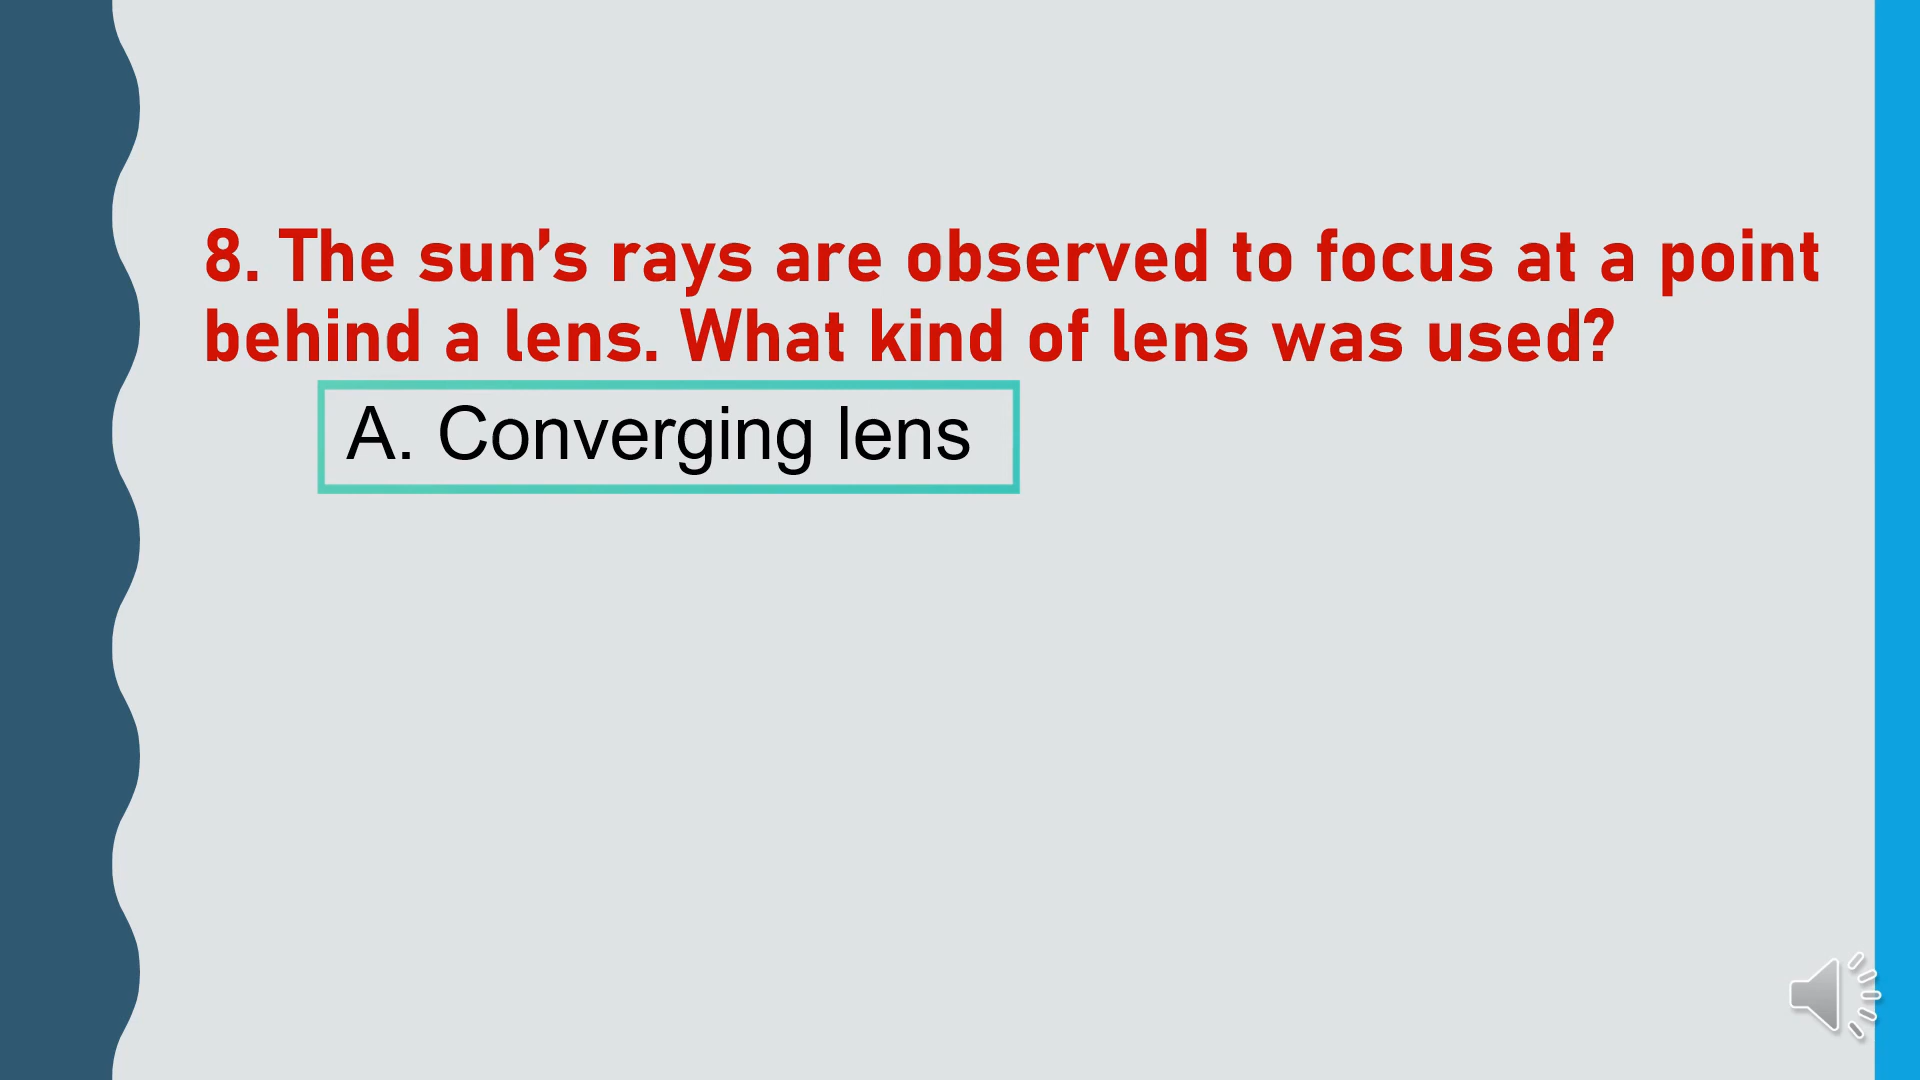 8. The sun’s rays are observed to focus at a point
behind a lens. What kind of lens was used?
A. Converging lens